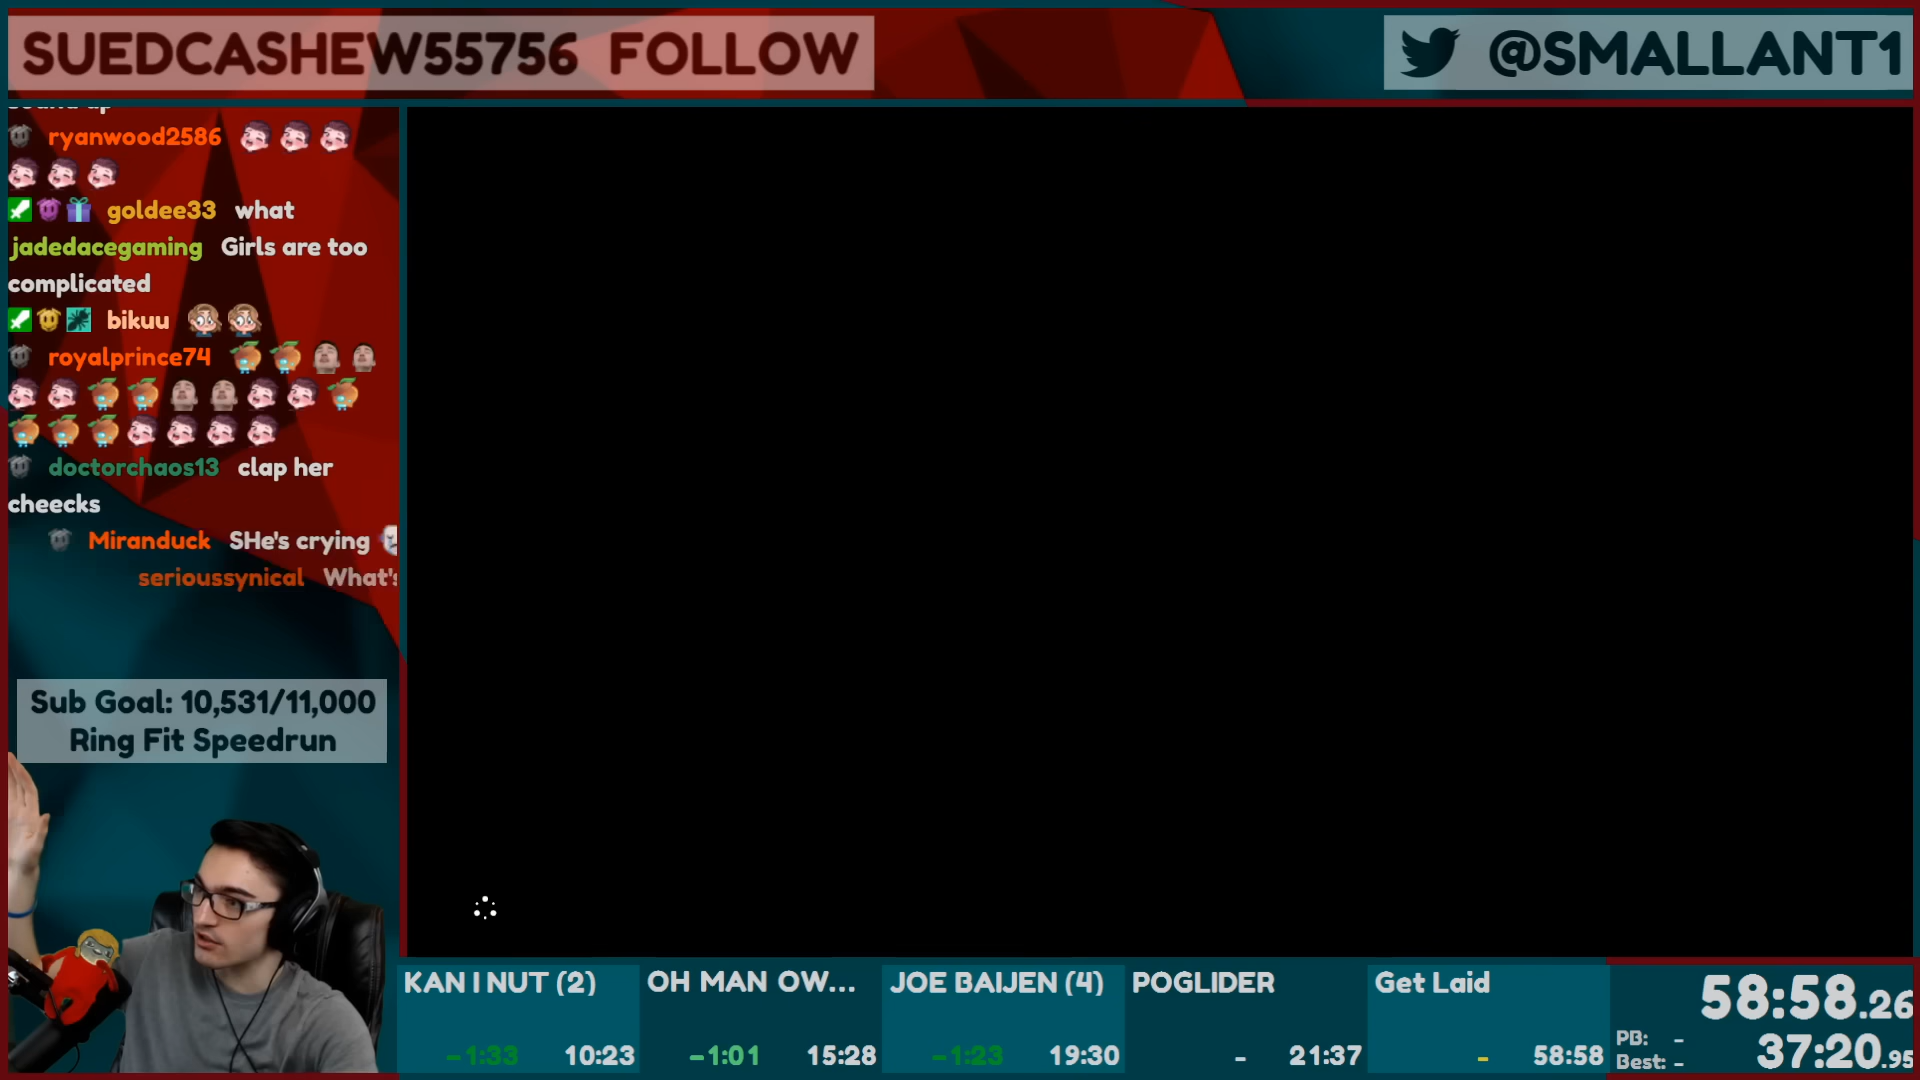 SUEDCASHEW55756 FOLLOW
@SMALLANT1
ryanwood2586
goldee33 what
jadedacegaming Girls are too
complicated
bikuu
royalprince74
doctorchaos13 clap her
cheecks
Miranduck SHe's crying
serioussynical What's
Sub Goal: 10,531/11,000
Ring Fit Speedrun
KAN I NUT (2)
-1:33 10:23
OH MAN OW...
-1:01 15:28
JOE BAIJEN (4)
-1:23 19:30
POGLIDER
- 21:37
Get Laid
- 58:58
58:58.26
PB: -
Best: -
37:20.95